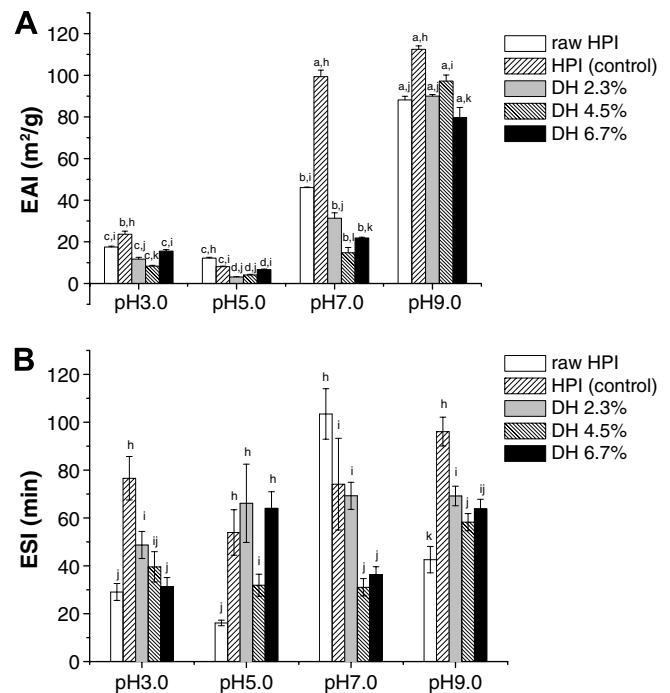 A
EAI (m²/g)
120
100
80
60
40
20
0
c,i b,h c,j c,k c,i
c,h c,i d,j d,j d,i
b,i a,h b,j b,l b,k
a,j a,h a,j a,i a,k
pH3.0 pH5.0 pH7.0 pH9.0
raw HPI
HPI (control)
DH 2.3%
DH 4.5%
DH 6.7%
B
ESI (min)
120
100
80
60
40
20
0
j h i ij j
j h h i h
h i i j j
k h i j ij
pH3.0 pH5.0 pH7.0 pH9.0
raw HPI
HPI (control)
DH 2.3%
DH 4.5%
DH 6.7%